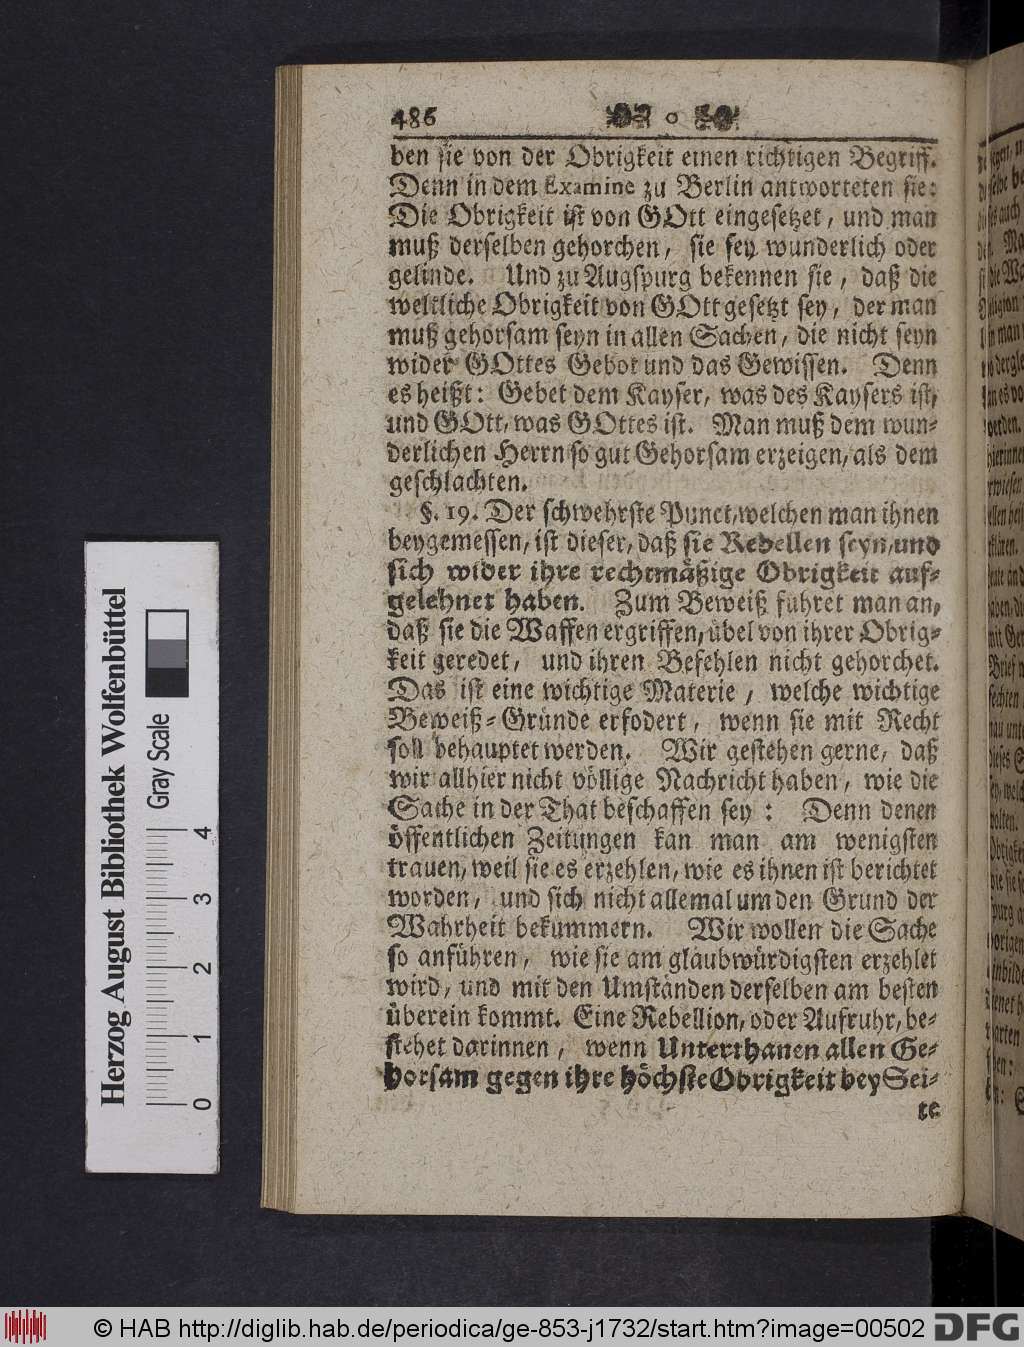 486 o
ben sie von der Obrigkeit einen richtigen Begriff.
Denn in dem Examine zu Berlin antworteten sie:
Die Obrigkeit ist von GOtt eingesetzet, und man
muß derselben gehorchen, sie sey wunderlich oder
gelinde. Und zu Augspurg bekennen sie, daß die
weltliche Obrigkeit von GOtt gesetzt sey, der man
muß gehorsam seyn in allen Sachen, die nicht seyn
wider GOttes Gebot und das Gewissen. Denn
es heißt: Gebet dem Kayser, was des Kaysers ist,
und GOtt, was GOttes ist. Man muß dem wun-
derlichen Herrn so gut Gehorsam erzeigen, als dem
geschlachten.
§. 19. Der schwehrste Punct, welchen man ihnen
beygemessen, ist dieser, daß sie Rebellen seyn, und
sich wider ihre rechtmäßige Obrigkeit auf-
gelehnet haben. Zum Beweiß führet man an,
daß sie die Waffen ergriffen, übel von ihrer Obrig-
keit geredet, und ihren Befehlen nicht gehorchet.
Das ist eine wichtige Materie, welche wichtige
Beweiß-Gründe erfodert, wenn sie mit Recht
soll behauptet werden. Wir gestehen gerne, daß
wir allhier nicht völlige Nachricht haben, wie die
Sache in der That beschaffen sey: Denn denen
öffentlichen Zeitungen kan man am wenigsten
trauen, weil sie es erzehlen, wie es ihnen ist berichtet
worden, und sich nicht allemal um den Grund der
Wahrheit bekümmern. Wir wollen die Sache
so anführen, wie sie am glaubwürdigsten erzehlet
wird, und mit den Umständen derselben am besten
überein kommt. Eine Rebellion, oder Aufruhr, be-
stehet darinnen, wenn Unterthanen allen Ge-
horsam gegen ihre höchste Obrigkeit bey Sei-
te
Herzog August Bibliothek Wolfenbüttel
Gray Scale
0 1 2 3 4
© HAB http://diglib.hab.de/periodica/ge-853-j1732/start.htm?image=00502 DFG